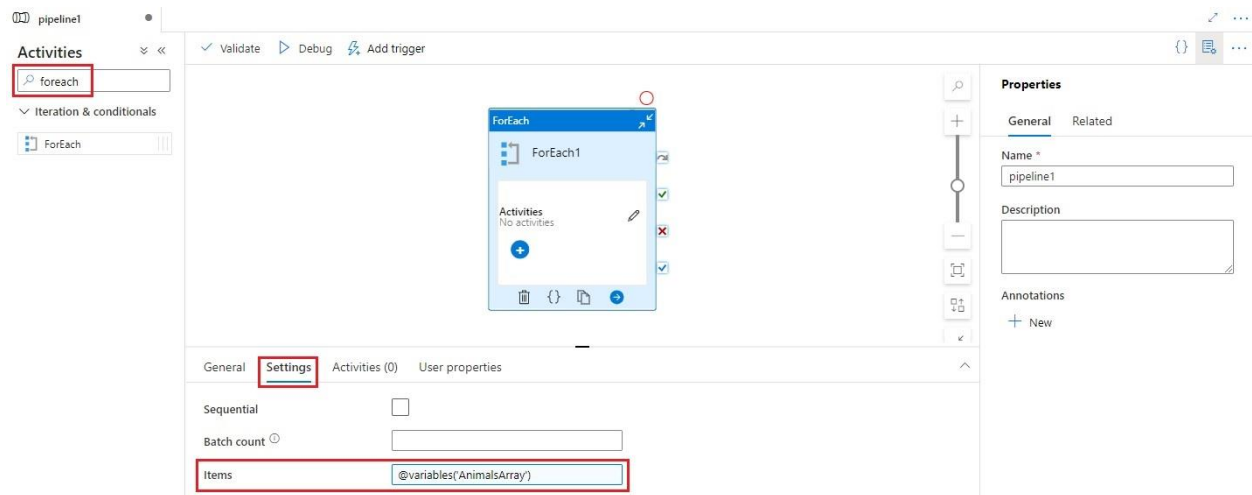 pipeline1
Activities
Validate Debug Add trigger
foreach
Iteration & conditionals
ForEach
ForEach
ForEach1
Activities
No activities
Properties
General Related
Name *
pipeline1
Description
Annotations
New
General Settings Activities (0) User properties
Sequential
Batch count
Items @variables('AnimalsArray')